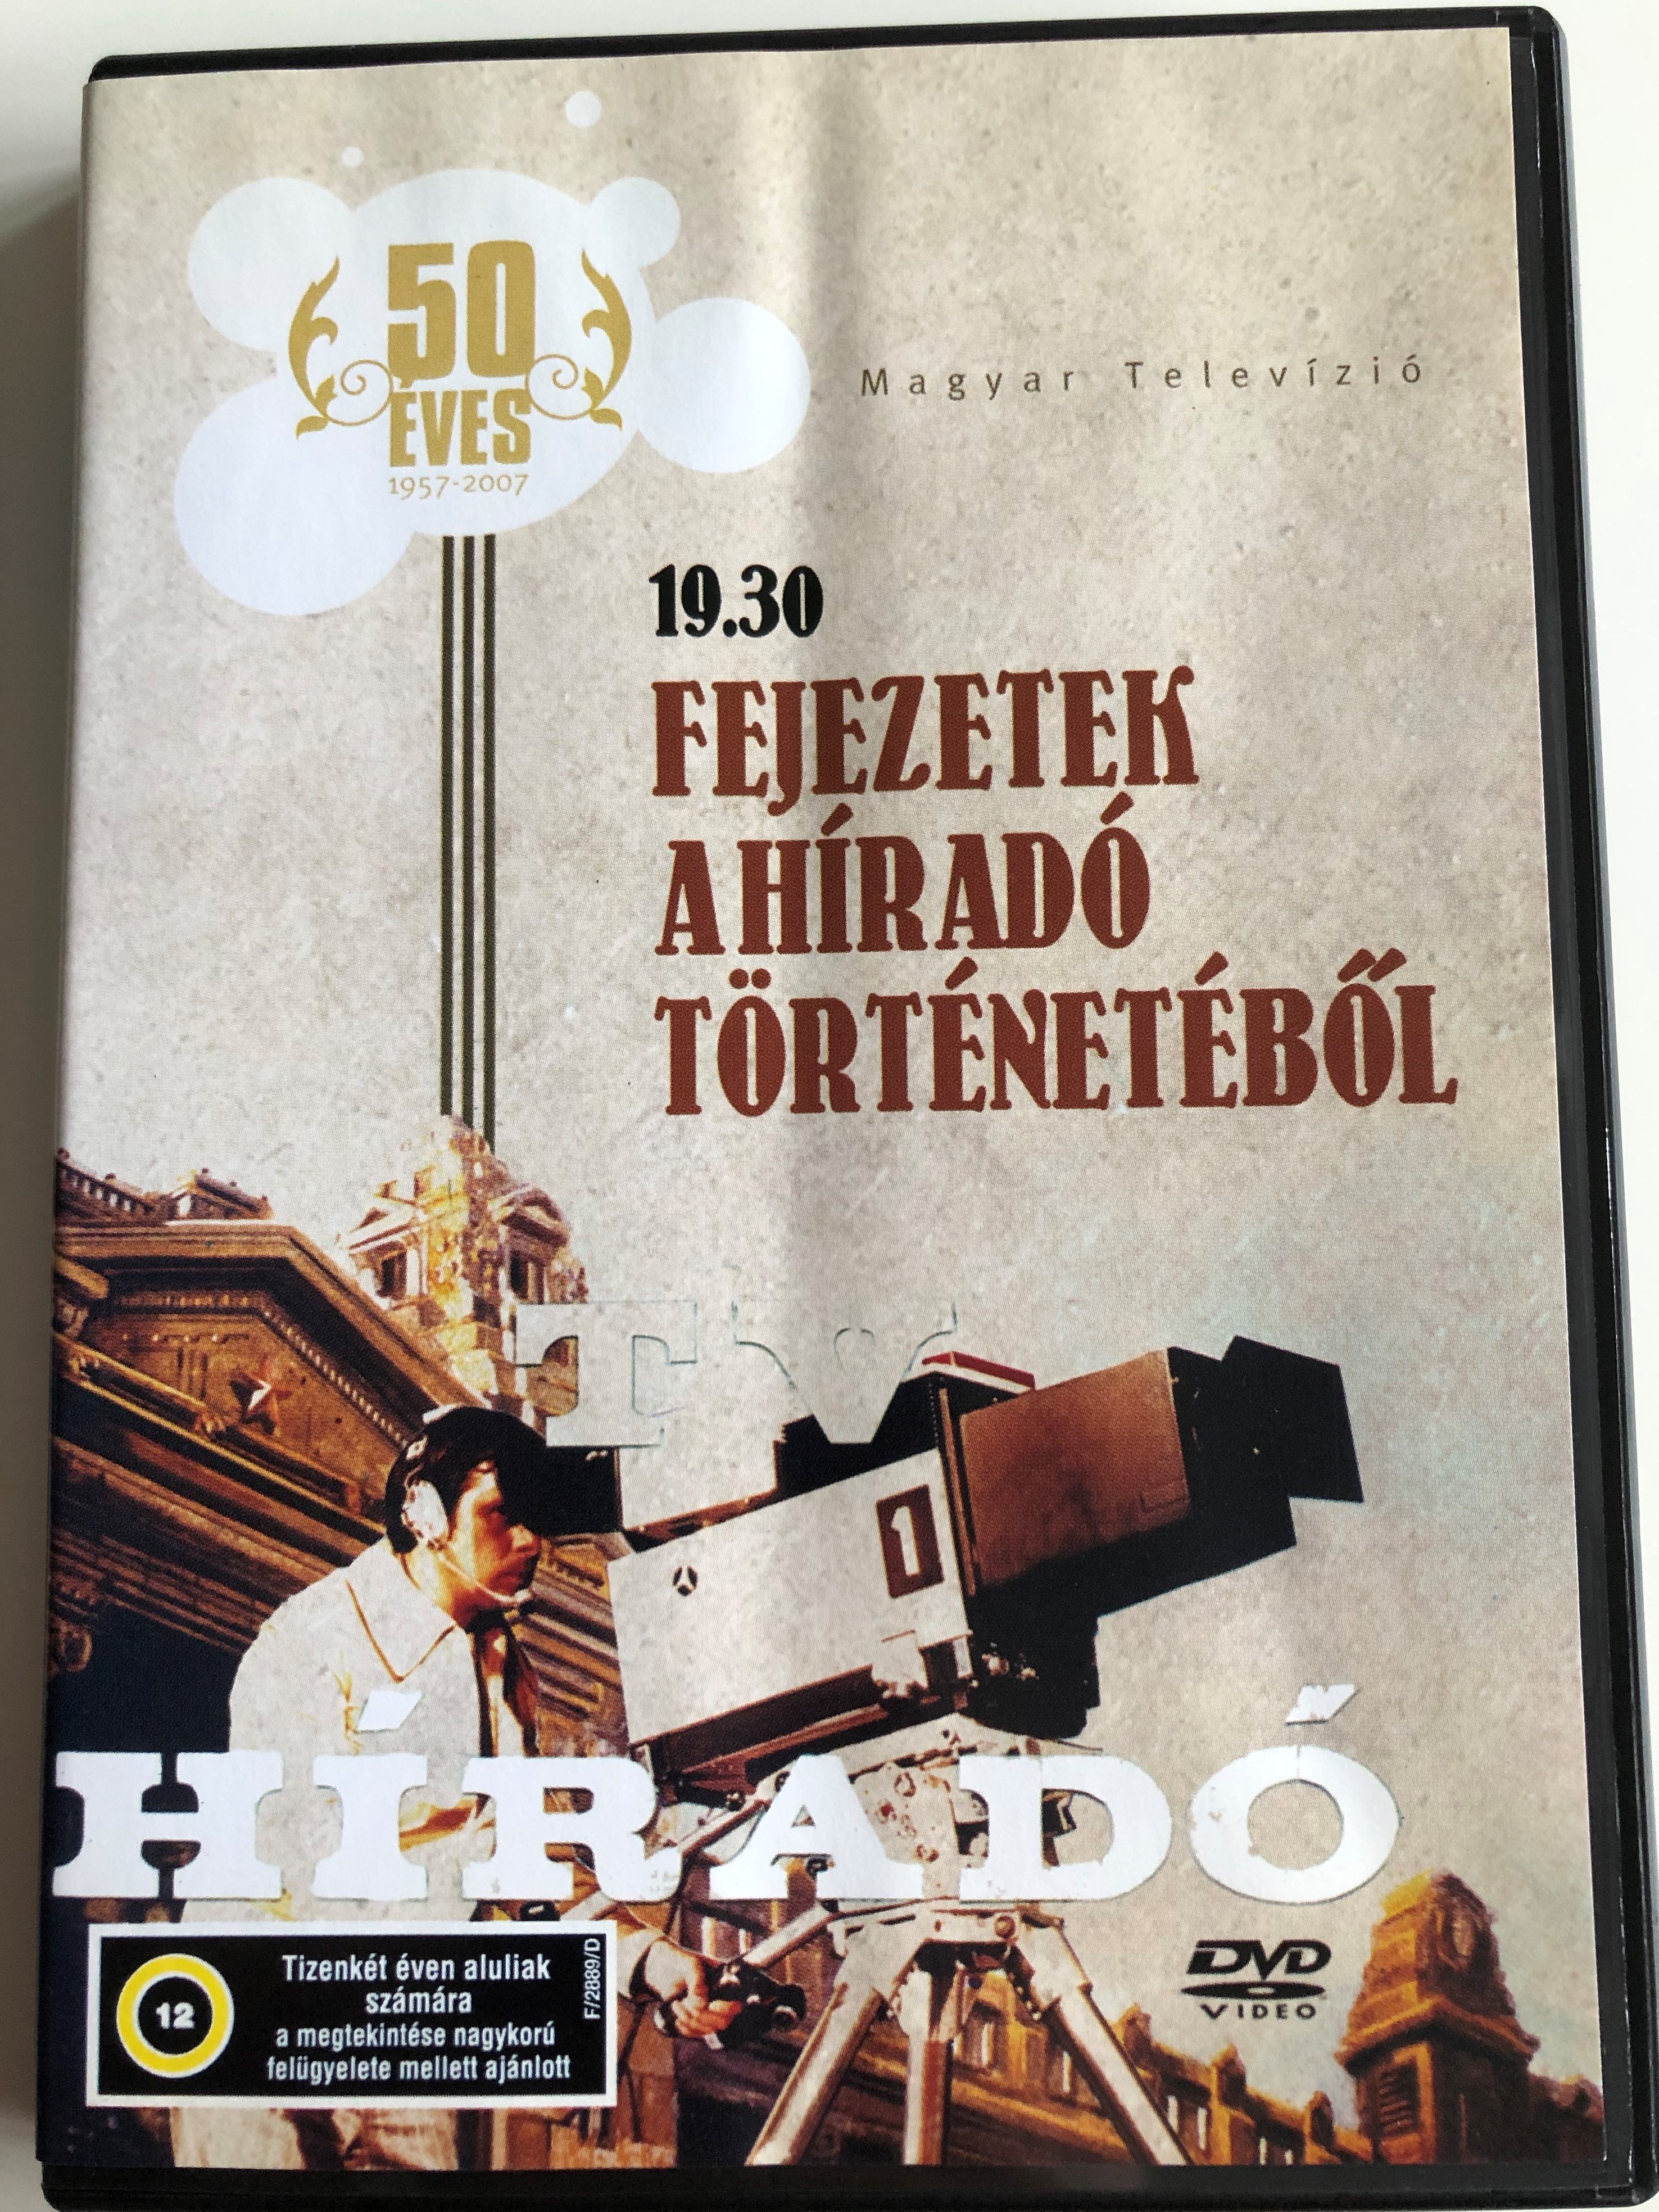 50
ÉVES
1957-2007
Magyar Televízió
19.30
FEJEZETEK
A HÍRADÓ
TÖRTÉNETÉBŐL
TV
1
HÍRADÓ
12
Tizenkét éven aluliak
számára
a megtekintése nagykorú
felügyelete mellett ajánlott
F/2889/D
DVD
VIDEO